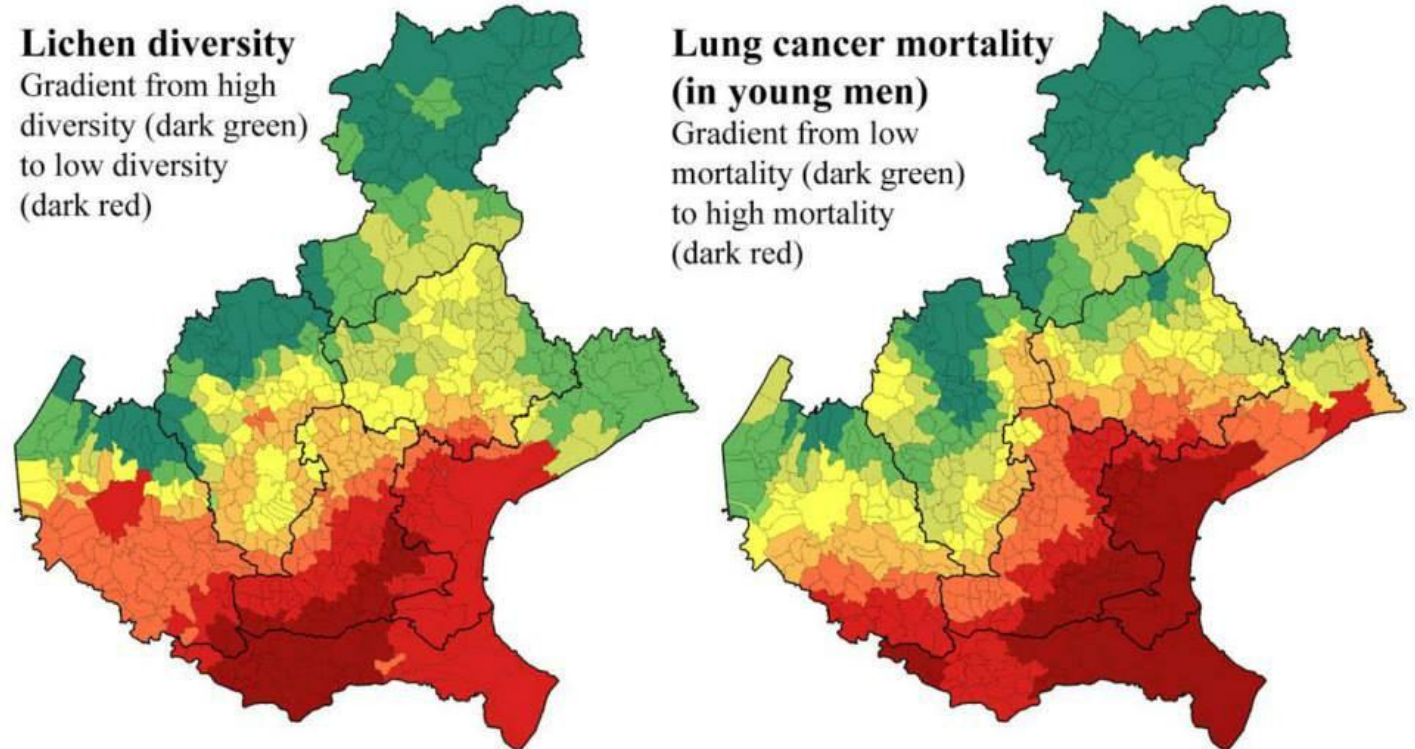 Lichen diversity
Gradient from high
diversity (dark green)
to low diversity
(dark red)
Lung cancer mortality
(in young men)
Gradient from low
mortality (dark green)
to high mortality
(dark red)